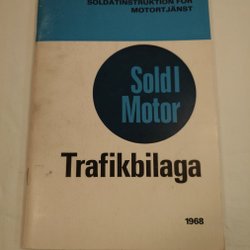 SOLDATINSTRUKTION FÖR
MOTORTJÄNST
Sold I
Motor
Trafikbilaga
1968